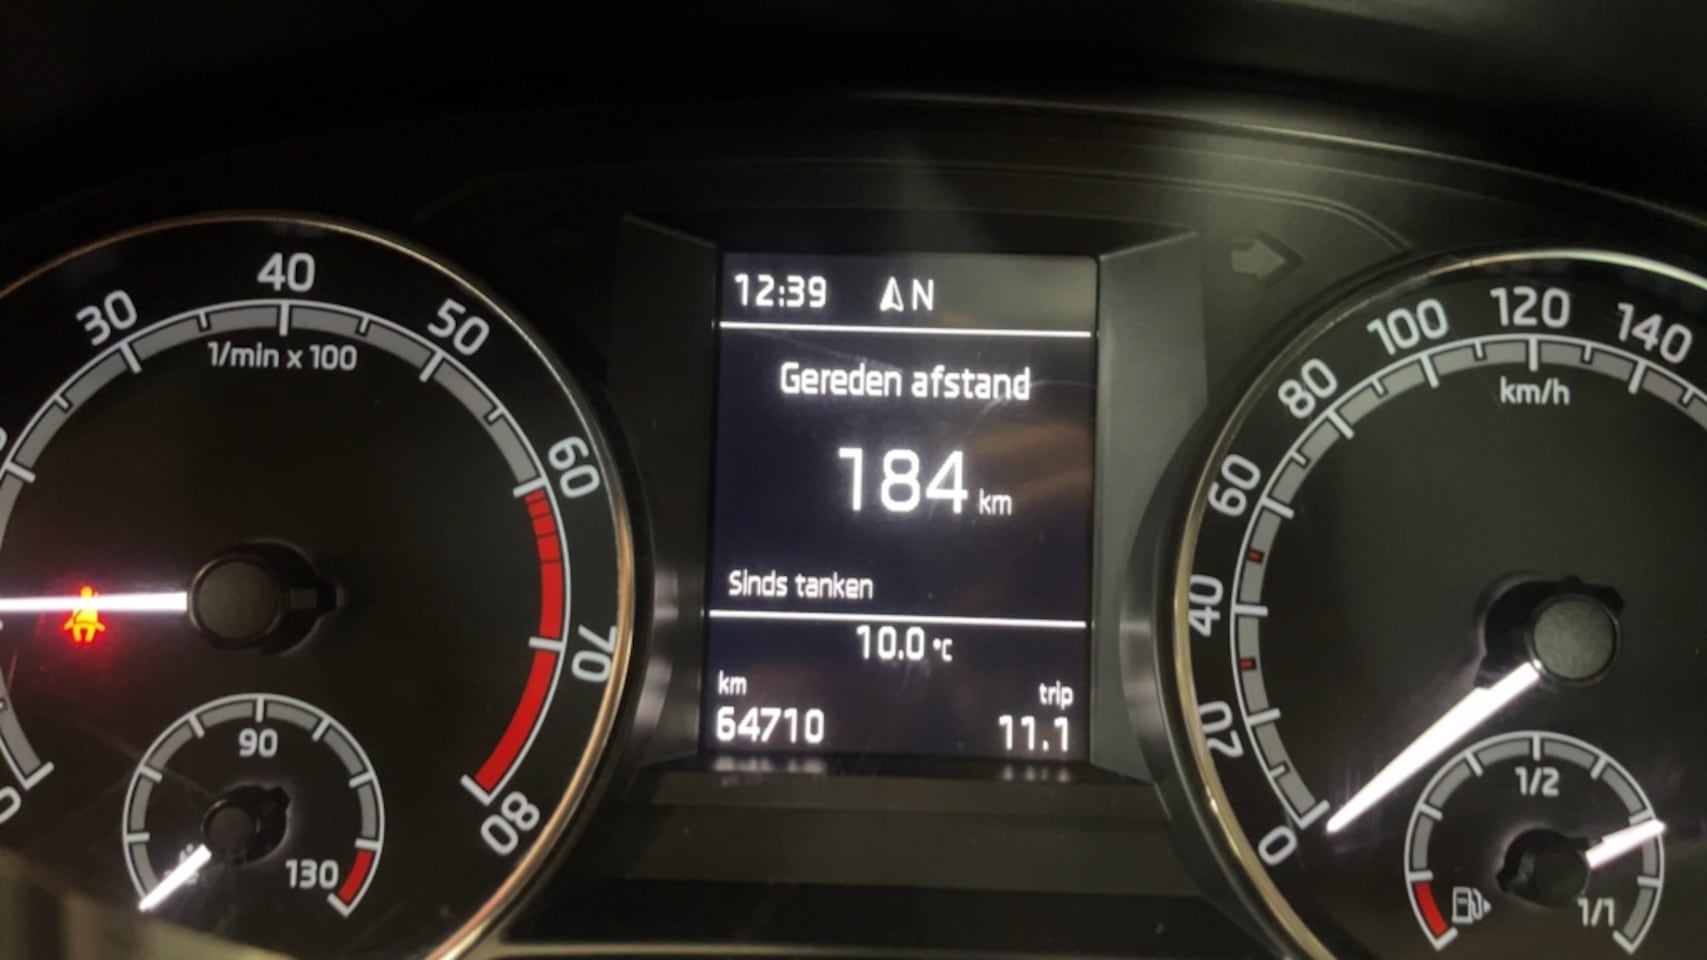 30
40
50
60
70
80
1/min x 100
90
130
12:39 N
Gereden afstand
184 km
Sinds tanken
10.0 °C
km
64710
trip
11.1
0
20
40
60
80
100
120
140
km/h
1/2
1/1